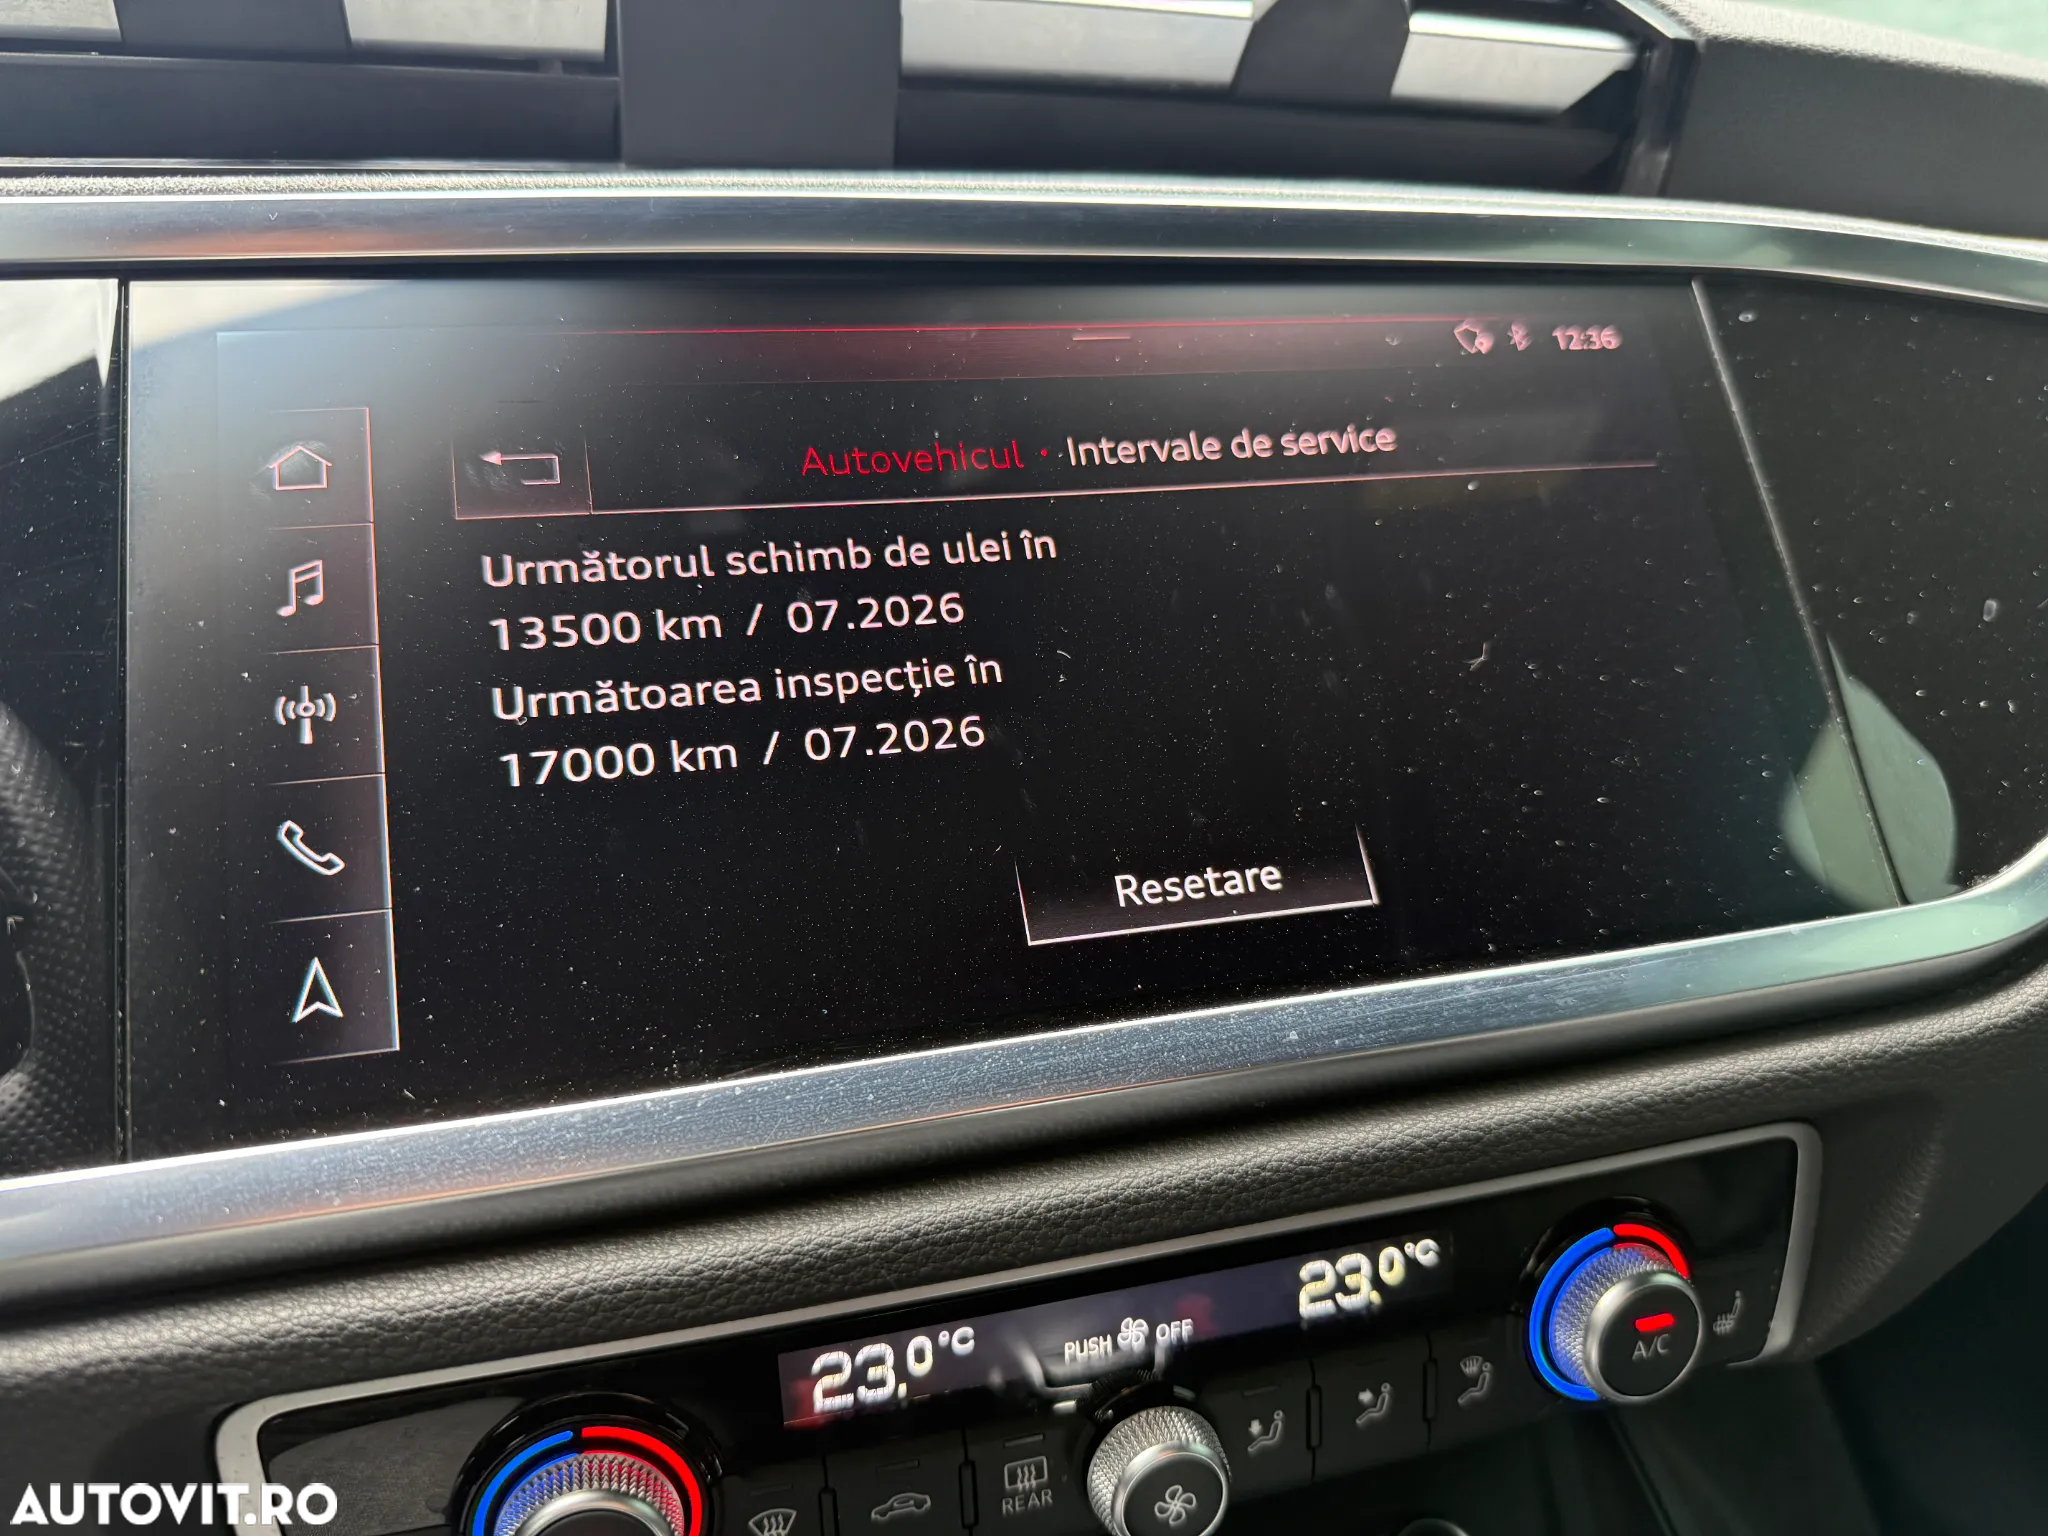 12:36
Autovehicul · Intervale de service
Următorul schimb de ulei în
13500 km / 07.2026
Următoarea inspecție în
17000 km / 07.2026
Resetare
23.0°C
PUSH OFF
23.0°C
A/C
REAR
AUTOVIT.RO